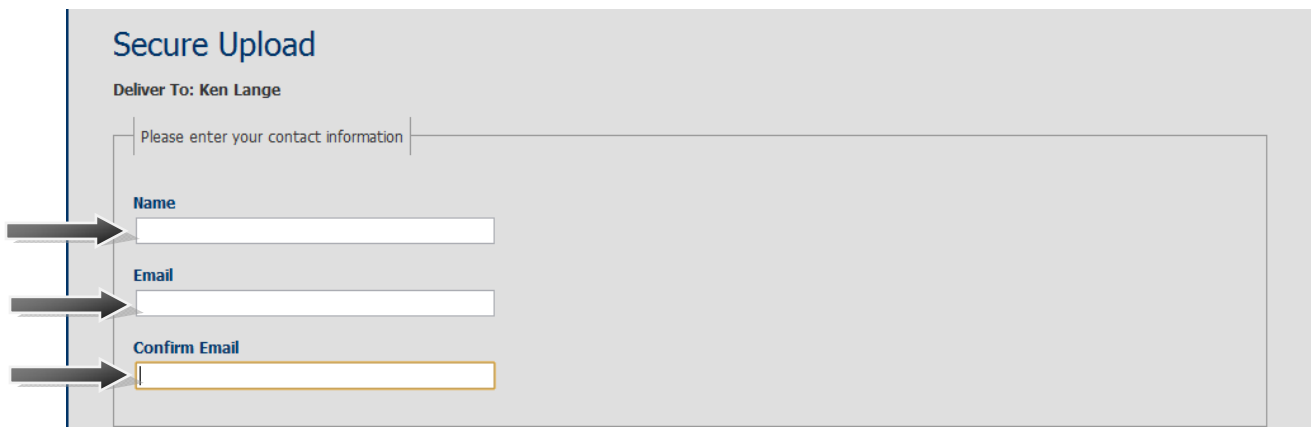 Secure Upload
Deliver To: Ken Lange
Please enter your contact information
Name
Email
Confirm Email